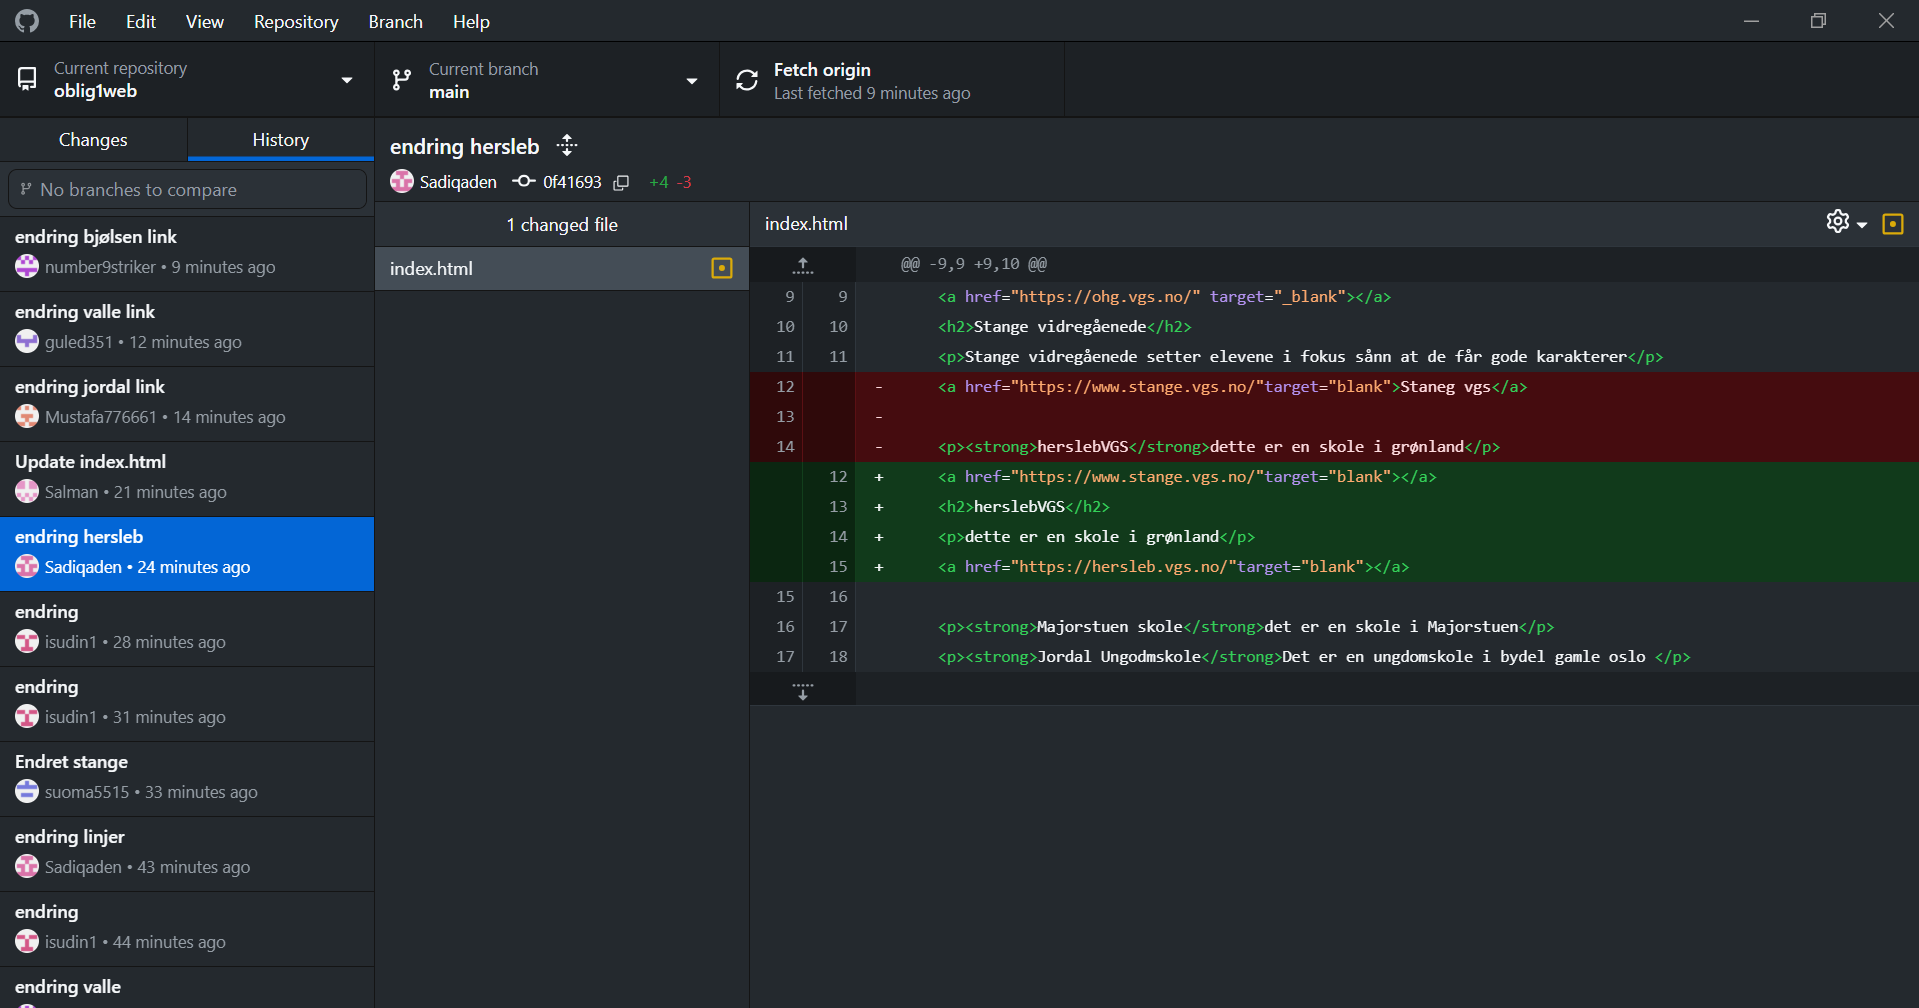 File Edit View Repository Branch Help
Current repository
oblig1web
Current branch
main
Fetch origin
Last fetched 9 minutes ago
Changes
History
No branches to compare
endring bjølsen link
number9striker • 9 minutes ago
endring valle link
guled351 • 12 minutes ago
endring jordal link
Mustafa776661 • 14 minutes ago
Update index.html
Salman • 21 minutes ago
endring hersleb
Sadiqaden • 24 minutes ago
endring
isudin1 • 28 minutes ago
endring
isudin1 • 31 minutes ago
Endret stange
suoma5515 • 33 minutes ago
endring linjer
Sadiqaden • 43 minutes ago
endring
isudin1 • 44 minutes ago
endring valle
endring hersleb
Sadiqaden 0f41693 +4 -3
1 changed file
index.html
index.html
@@ -9,9 +9,10 @@
9 9 <a href="https://ohg.vgs.no/" target="_blank"></a>
10 10 <h2>Stange vidregåenede</h2>
11 11 <p>Stange vidregåenede setter elevene i fokus sånn at de får gode karakterer</p>
12 - <a href="https://www.stange.vgs.no/"target="blank">Staneg vgs</a>
13 -
14 - <p><strong>herslebVGS</strong>dette er en skole i grønland</p>
12 + <a href="https://www.stange.vgs.no/"target="blank"></a>
13 + <h2>herslebVGS</h2>
14 + <p>dette er en skole i grønland</p>
15 + <a href="https://hersleb.vgs.no/"target="blank"></a>
15 16
16 17 <p><strong>Majorstuen skole</strong>det er en skole i Majorstuen</p>
17 18 <p><strong>Jordal Ungodmskole</strong>Det er en ungdomskole i bydel gamle oslo </p>